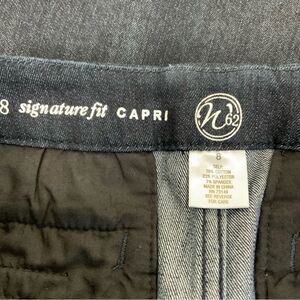 8 signature fit CAPRI
W 62
8
SELF:
76% COTTON
22% POLYESTER
2% SPANDEX
MADE IN CHINA
SEE REVERSE
FOR CARE